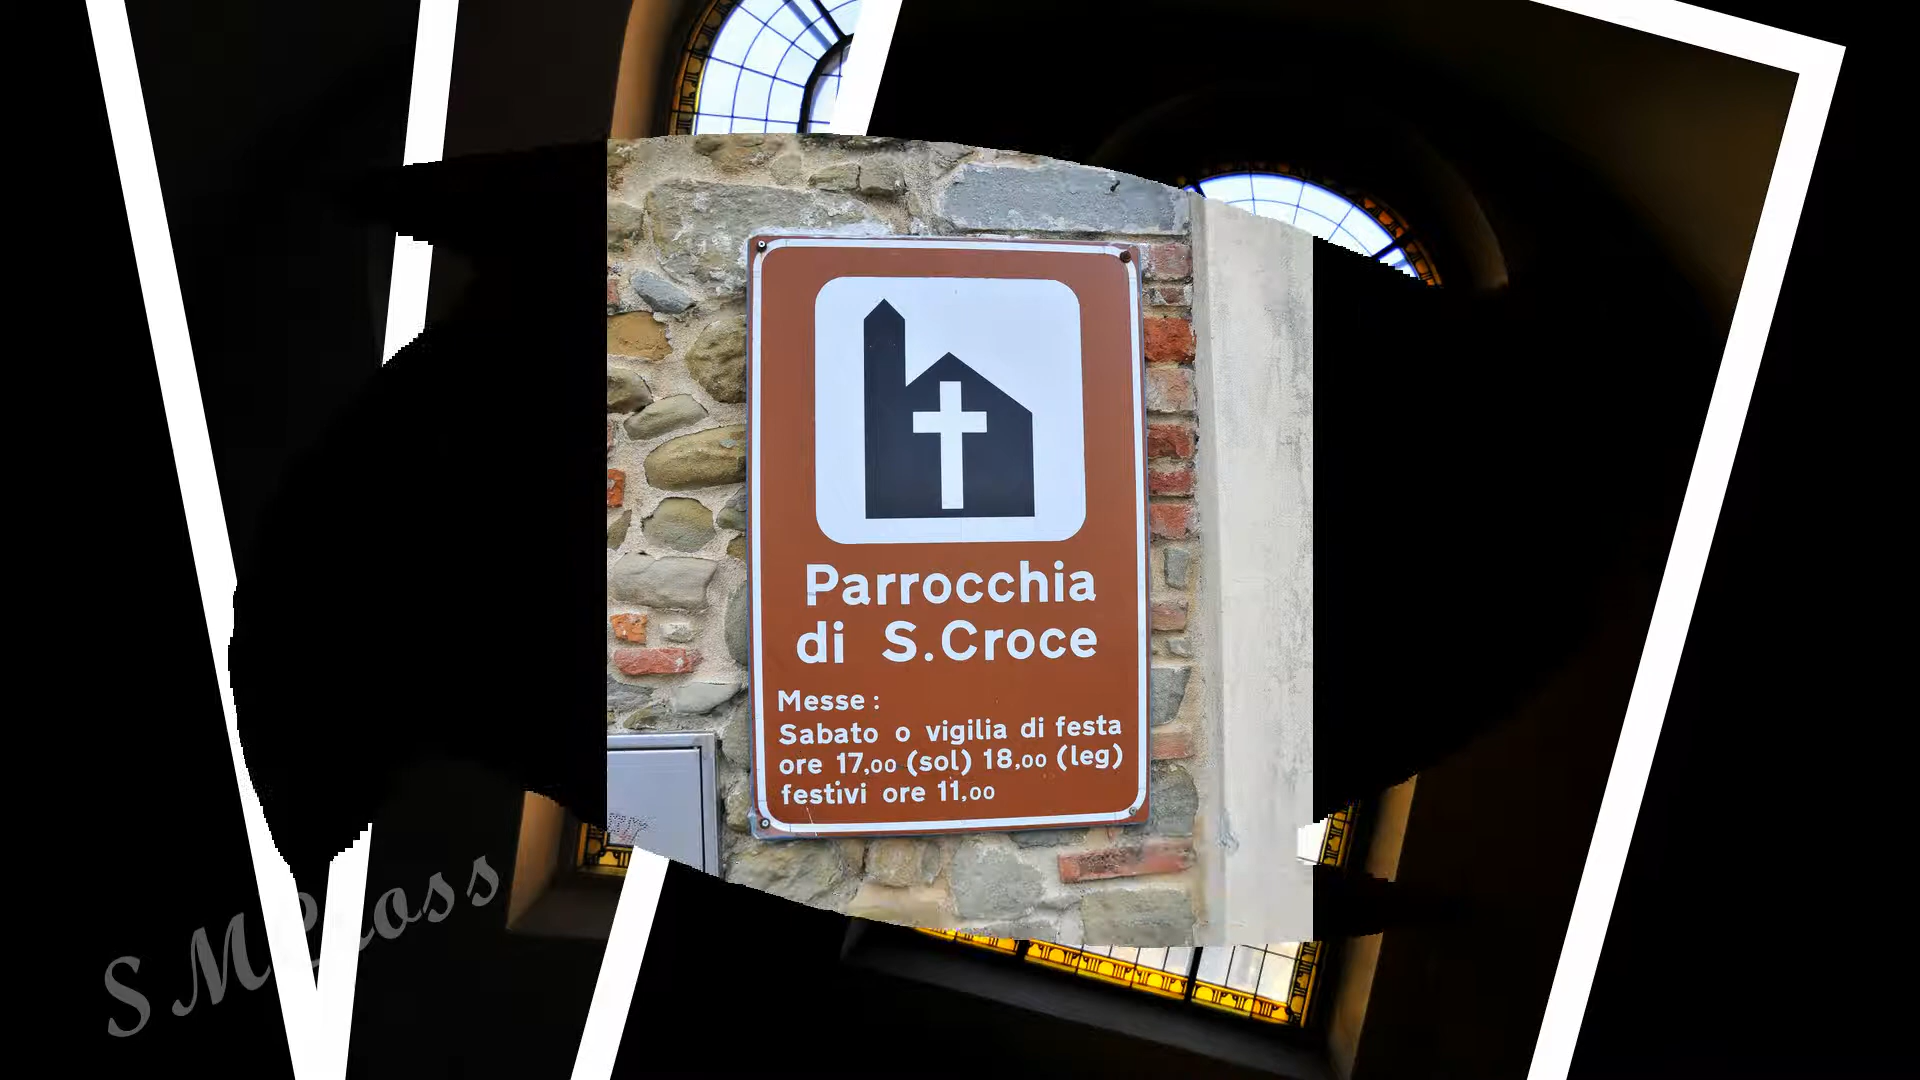 Parrocchia
di S.Croce
Messe :
Sabato o vigilia di festa
ore 17,00 (sol) 18,00 (leg)
festivi ore 11,00
S M Cross